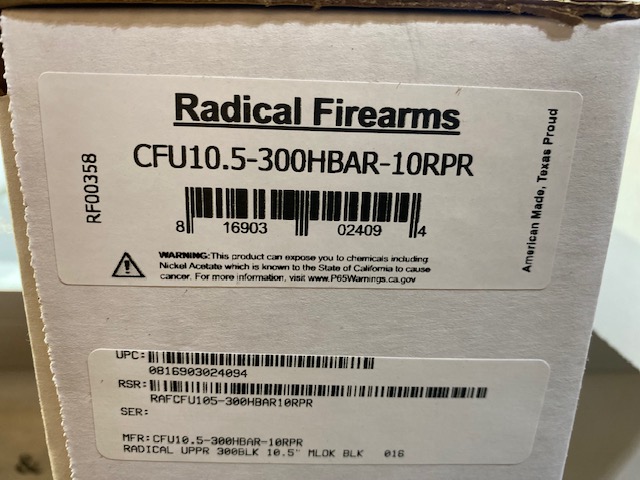 Radical Firearms
CFU10.5-300HBAR-10RPR
RF00358
8 16903 02409 4
American Made, Texas Proud
WARNING: This product can expose you to chemicals including
Nickel Acetate which is known to the State of California to cause
cancer. For more information, visit www.P65Warnings.ca.gov
UPC:
0816903024094
RSR:
RAFCFU105-300HBAR10RPR
SER:
MFR:CFU10.5-300HBAR-10RPR
RADICAL UPPR 300BLK 10.5" MLOK BLK 016
&